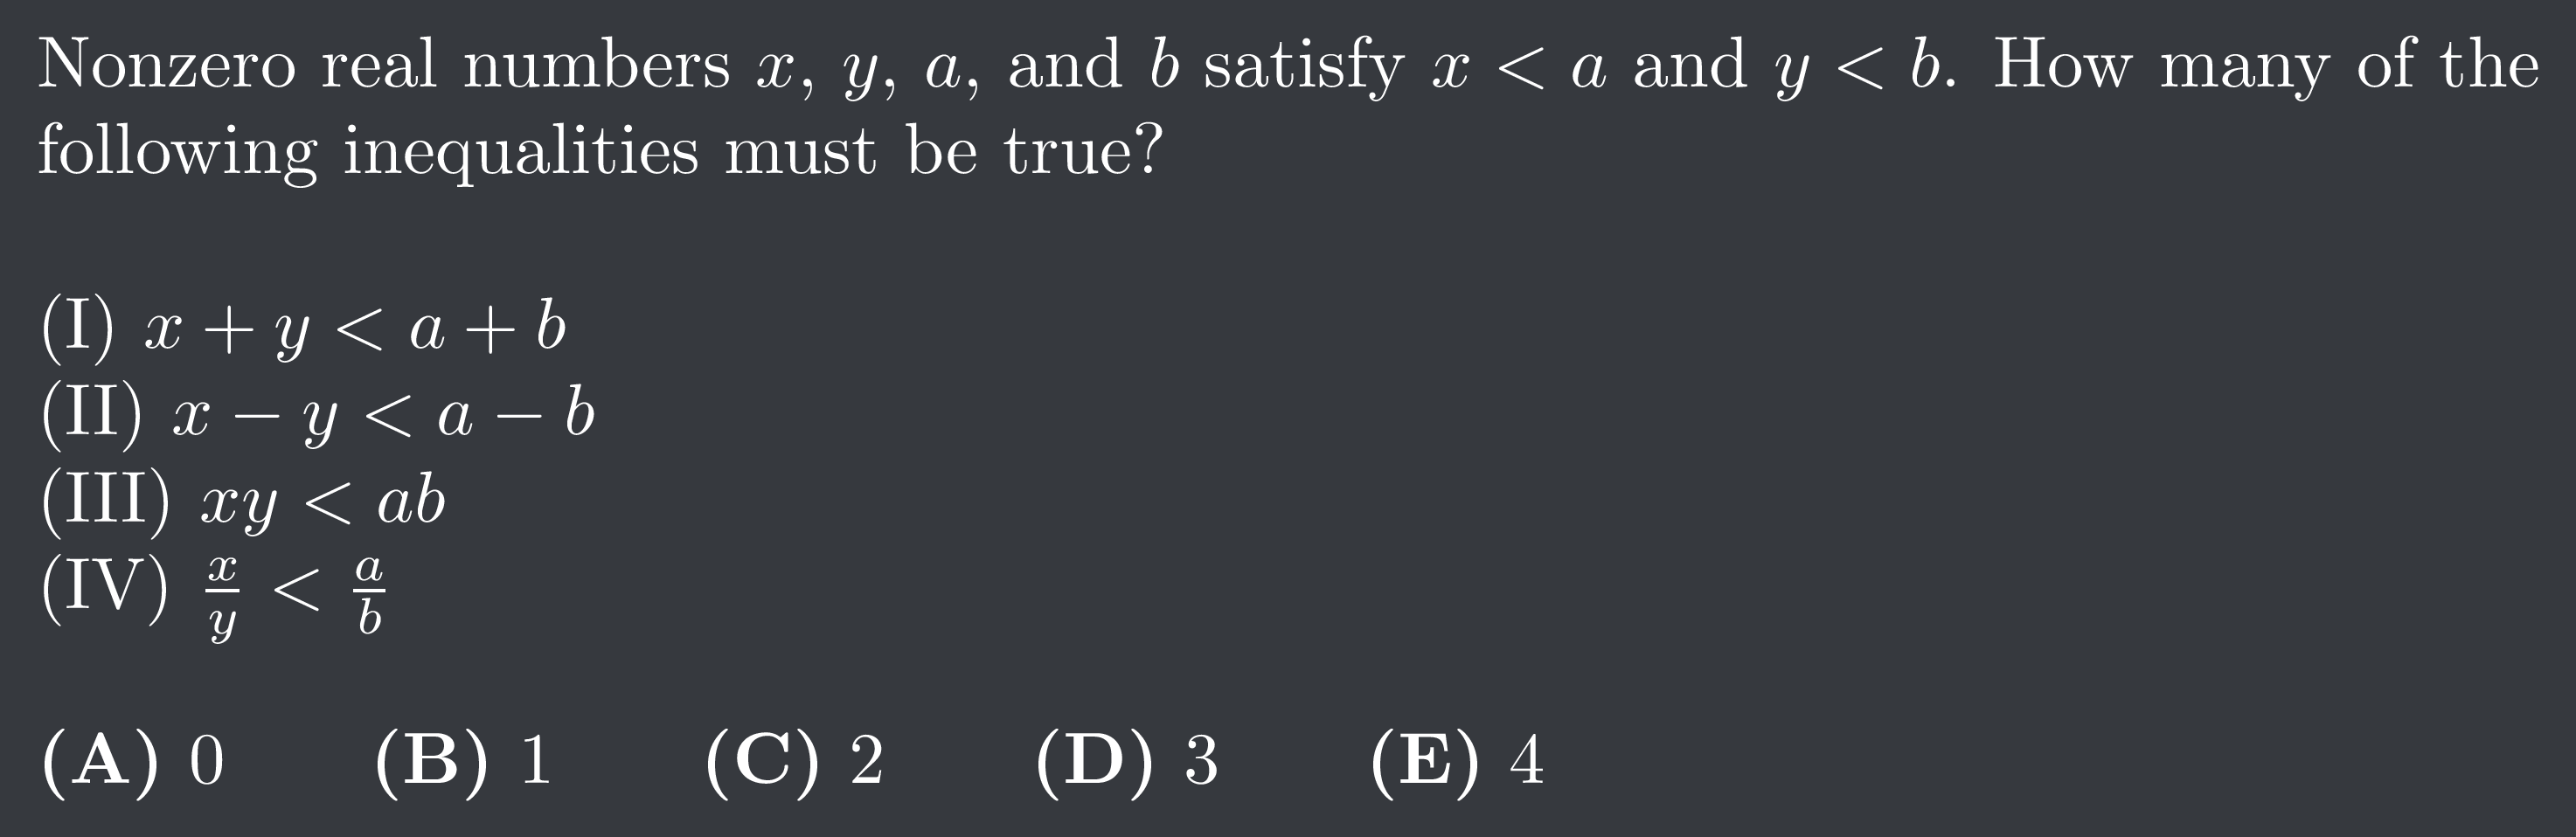 Nonzero real numbers x, y, a, and b satisfy x < a and y < b. How many of the
following inequalities must be true?
(I) x + y < a + b
(II) x − y < a − b
(III) xy < ab
(IV) x/y < a/b
(A) 0 (B) 1 (C) 2 (D) 3 (E) 4